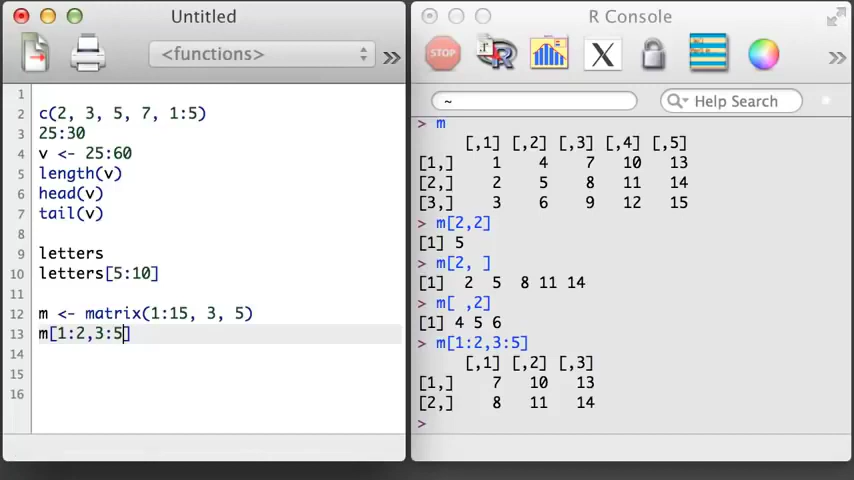 Untitled
<functions>
»
1
2 c(2, 3, 5, 7, 1:5)
3 25:30
4 v <- 25:60
5 length(v)
6 head(v)
7 tail(v)
8
9 letters
10 letters[5:10]
11
12 m <- matrix(1:15, 3, 5)
13 m[1:2,3:5]
14
15
16
R Console
STOP R X »
~ Help Search
> m
[,1] [,2] [,3] [,4] [,5]
[1,] 1 4 7 10 13
[2,] 2 5 8 11 14
[3,] 3 6 9 12 15
> m[2,2]
[1] 5
> m[2, ]
[1] 2 5 8 11 14
> m[ ,2]
[1] 4 5 6
> m[1:2,3:5]
[,1] [,2] [,3]
[1,] 7 10 13
[2,] 8 11 14
>